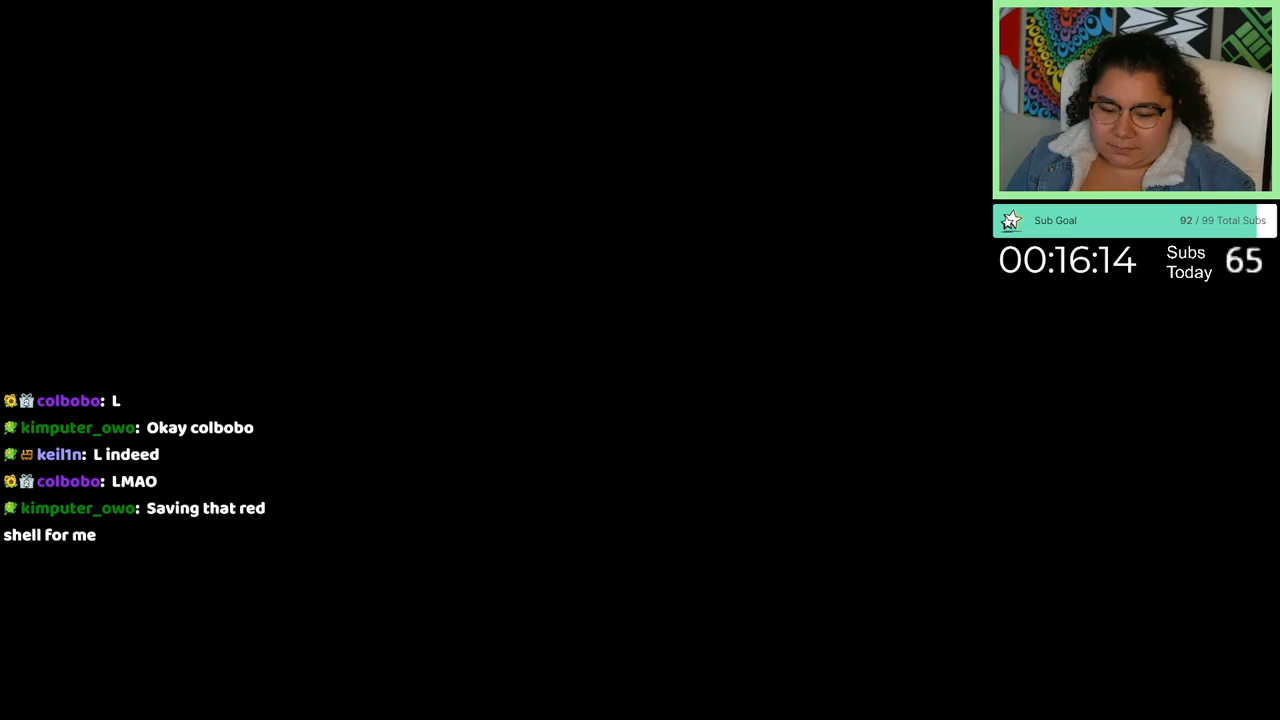 colbobo: L
kimputer_owo: Okay colbobo
keil1n: L indeed
colbobo: LMAO
kimputer_owo: Saving that red
shell for me
Sub Goal 92 / 99 Total Subs
00:16:14 Subs Today 65